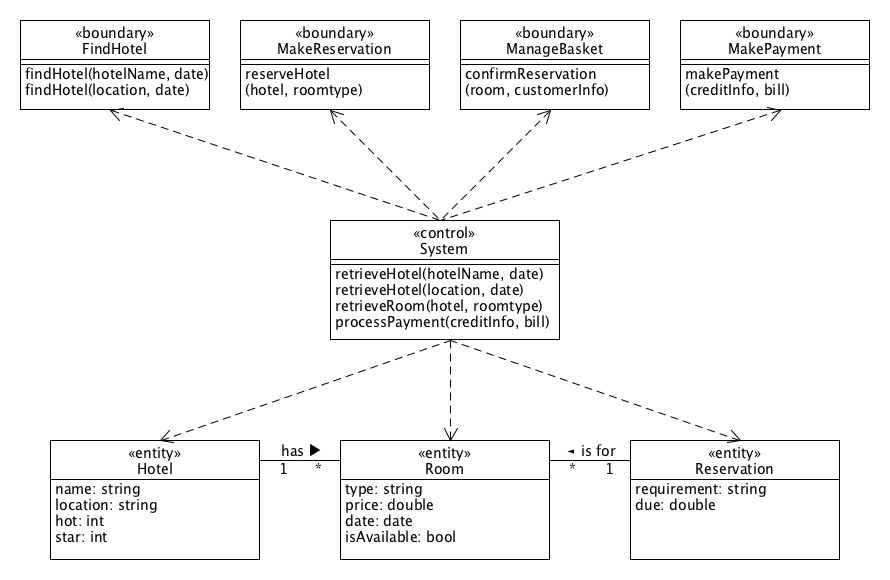 «boundary»
FindHotel
findHotel(hotelName, date)
findHotel(location, date)
«boundary»
MakeReservation
reserveHotel
(hotel, roomtype)
«boundary»
ManageBasket
confirmReservation
(room, customerInfo)
«boundary»
MakePayment
makePayment
(creditInfo, bill)
«control»
System
retrieveHotel(hotelName, date)
retrieveHotel(location, date)
retrieveRoom(hotel, roomtype)
processPayment(creditInfo, bill)
«entity»
Hotel
name: string
location: string
hot: int
star: int
has ▶
1 *
«entity»
Room
type: string
price: double
date: date
isAvailable: bool
◄ is for
* 1
«entity»
Reservation
requirement: string
due: double